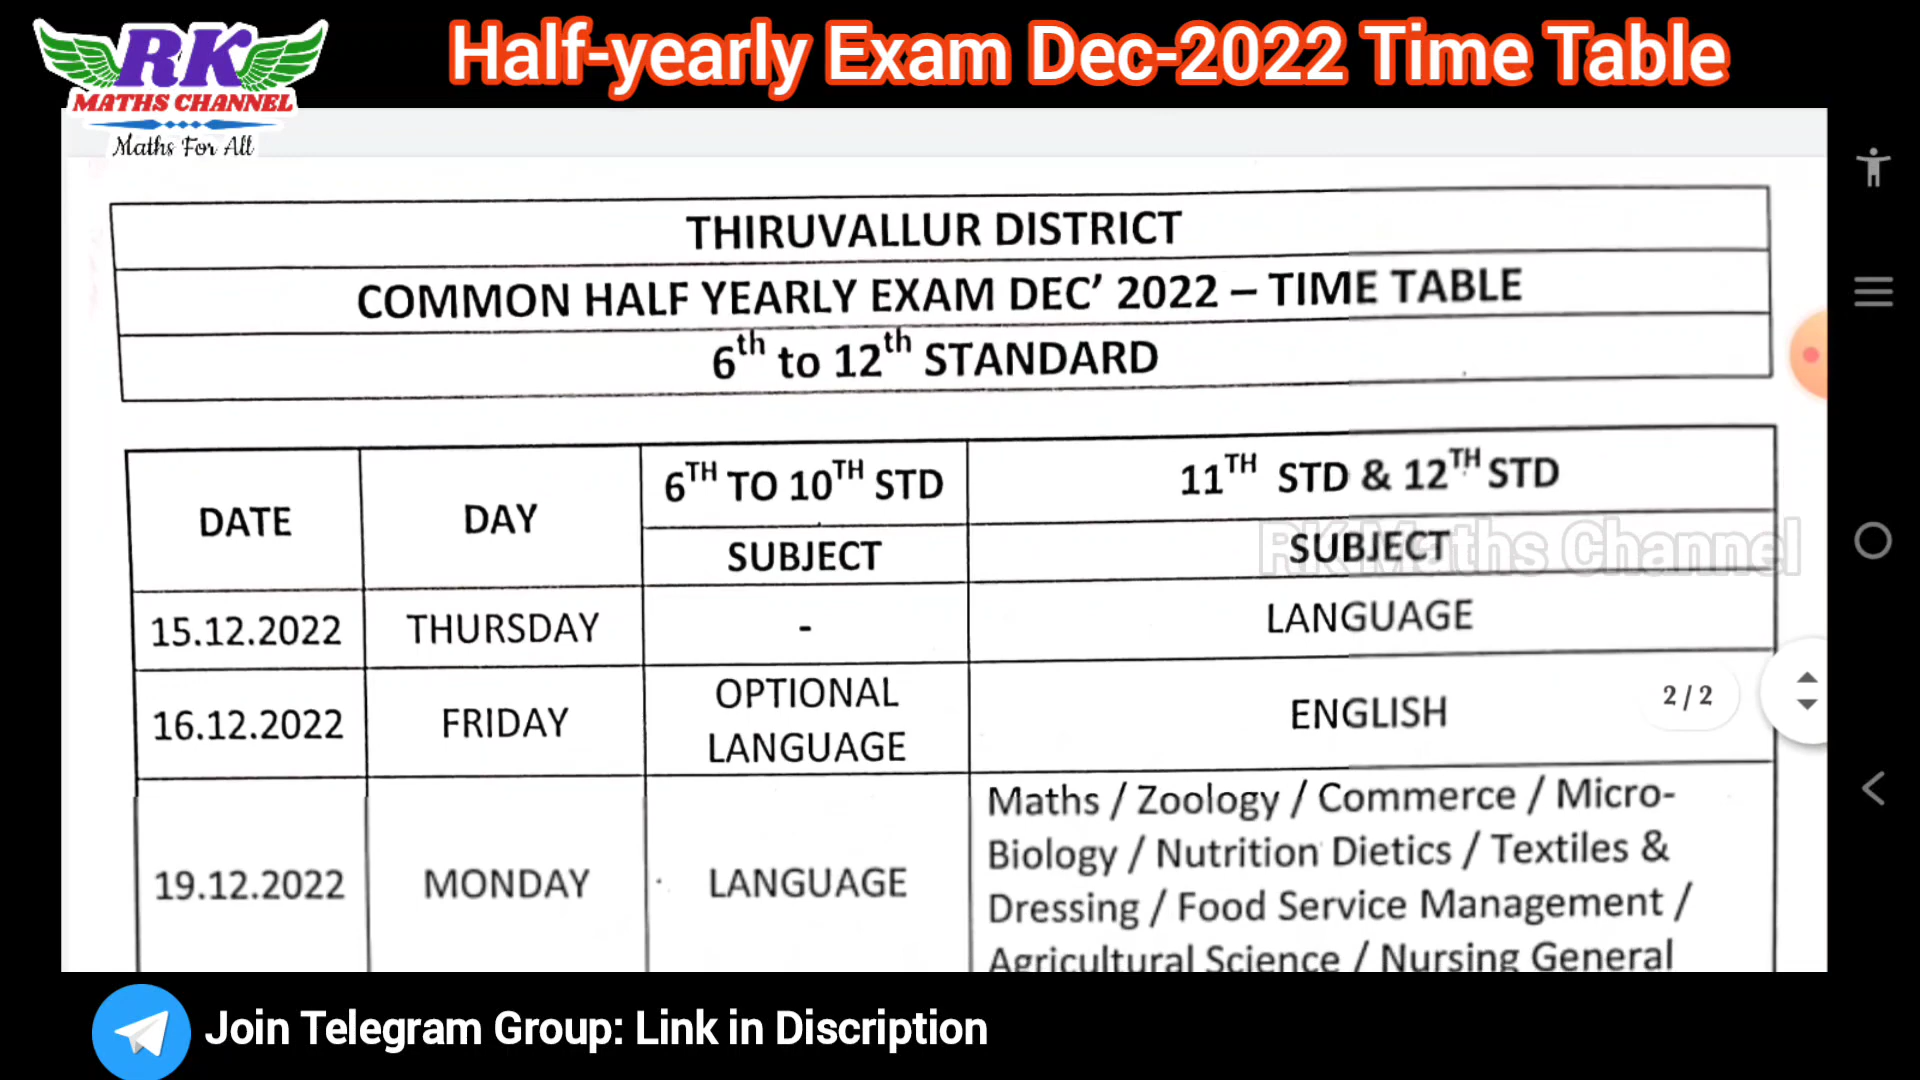 RK
MATHS CHANNEL
Maths For All
Half-yearly Exam Dec-2022 Time Table
THIRUVALLUR DISTRICT
COMMON HALF YEARLY EXAM DEC’ 2022 – TIME TABLE
6th to 12th STANDARD
DATE
DAY
6TH TO 10TH STD
11TH STD & 12TH STD
SUBJECT
SUBJECT
RK Maths Channel
15.12.2022
THURSDAY
-
LANGUAGE
16.12.2022
FRIDAY
OPTIONAL
LANGUAGE
ENGLISH
2 / 2
19.12.2022
MONDAY
LANGUAGE
Maths / Zoology / Commerce / Micro-
Biology / Nutrition Dietics / Textiles &
Dressing / Food Service Management /
Agricultural Science / Nursing General
Join Telegram Group: Link in Discription